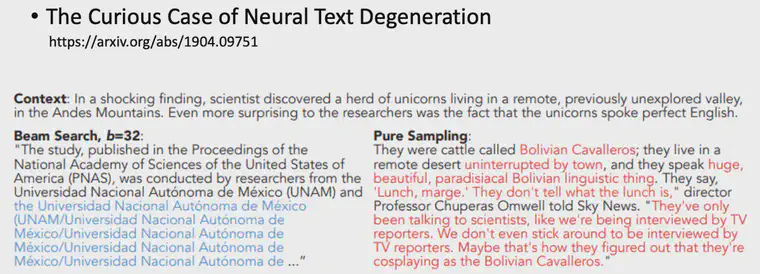 • The Curious Case of Neural Text Degeneration
https://arxiv.org/abs/1904.09751
Context: In a shocking finding, scientist discovered a herd of unicorns living in a remote, previously unexplored valley,
in the Andes Mountains. Even more surprising to the researchers was the fact that the unicorns spoke perfect English.
Beam Search, b=32:
"The study, published in the Proceedings of the
National Academy of Sciences of the United States of
America (PNAS), was conducted by researchers from the
Universidad Nacional Autónoma de México (UNAM) and
the Universidad Nacional Autónoma de México
(UNAM/Universidad Nacional Autónoma de
México/Universidad Nacional Autónoma de
México/Universidad Nacional Autónoma de
México/Universidad Nacional Autónoma de ..."
Pure Sampling:
They were cattle called Bolivian Cavalleros; they live in a
remote desert uninterrupted by town, and they speak huge,
beautiful, paradisiacal Bolivian linguistic thing. They say,
'Lunch, marge.' They don't tell what the lunch is," director
Professor Chuperas Omwell told Sky News. "They've only
been talking to scientists, like we're being interviewed by TV
reporters. We don't even stick around to be interviewed by
TV reporters. Maybe that's how they figured out that they're
cosplaying as the Bolivian Cavalleros."